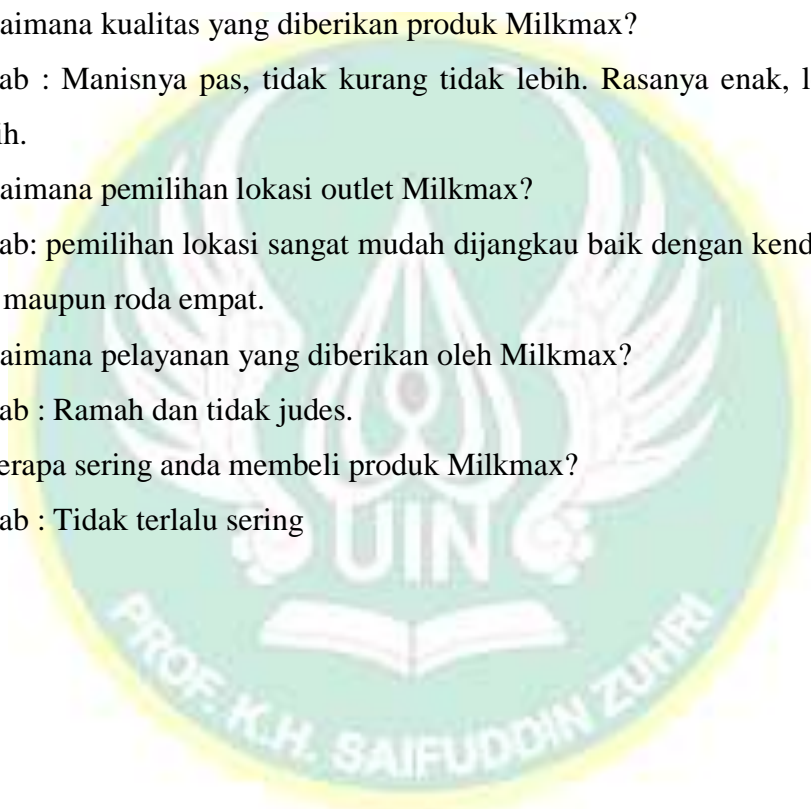 aimana kualitas yang diberikan produk Milkmax?
ab : Manisnya pas, tidak kurang tidak lebih. Rasanya enak, l
ih.
aimana pemilihan lokasi outlet Milkmax?
ab: pemilihan lokasi sangat mudah dijangkau baik dengan kend
maupun roda empat.
aimana pelayanan yang diberikan oleh Milkmax?
ab : Ramah dan tidak judes.
erapa sering anda membeli produk Milkmax?
ab : Tidak terlalu sering
UIN
PROF. K.H. SAIFUDDIN ZUHRI